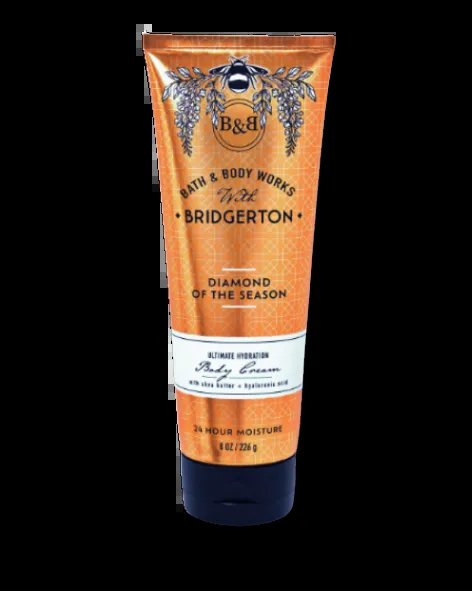 B&B
BATH & BODY WORKS
With
• BRIDGERTON •
DIAMOND
OF THE SEASON
ULTIMATE HYDRATION
Body Cream
with shea butter + hyaluronic acid
24 HOUR MOISTURE
8 OZ / 226 g